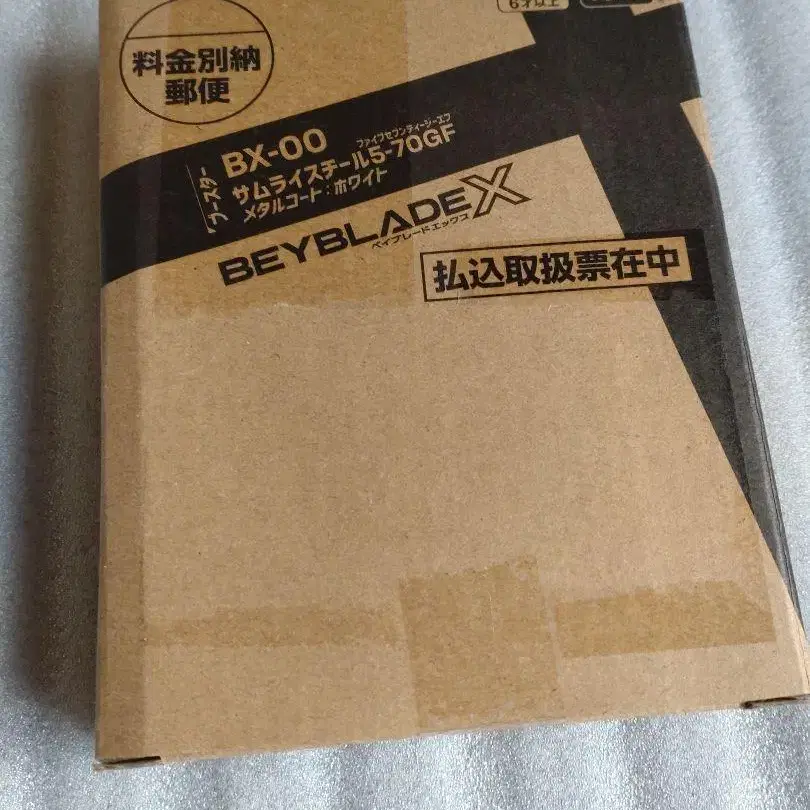 6才以上
料金別納
郵便
ブースター
BX-00
ファイブセブンティージーエフ
サムライスチール5-70GF
メタルコート:ホワイト
BEYBLADE X
ベイブレードエックス
払込取扱票在中